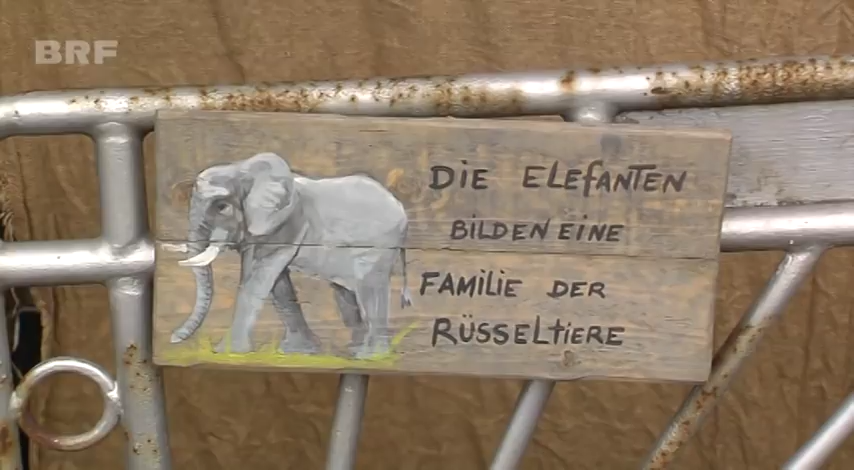 BRF
DiE ELEfANTEN
BiLDEN EiNE
FAMiLiE DER
RÜSSELtiERE